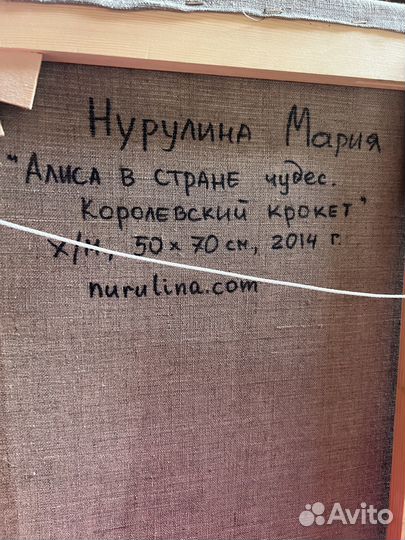 Нурулина Мария
"Алиса в стране чудес.
Королевский крокет"
х/м, 50 x 70 см, 2014 г.
nurulina.com
Avito